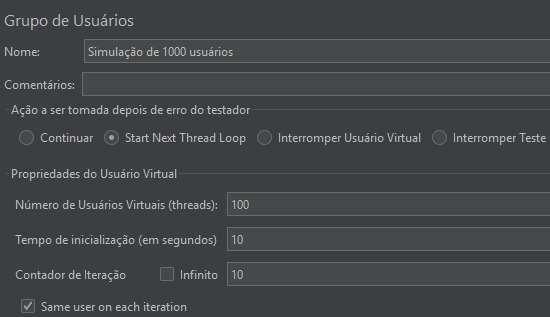 Grupo de Usuários
Nome: Simulação de 1000 usuários
Comentários:
Ação a ser tomada depois de erro do testador
Continuar Start Next Thread Loop Interromper Usuário Virtual Interromper Teste
Propriedades do Usuário Virtual
Número de Usuários Virtuais (threads): 100
Tempo de inicialização (em segundos) 10
Contador de Iteração Infinito 10
Same user on each iteration